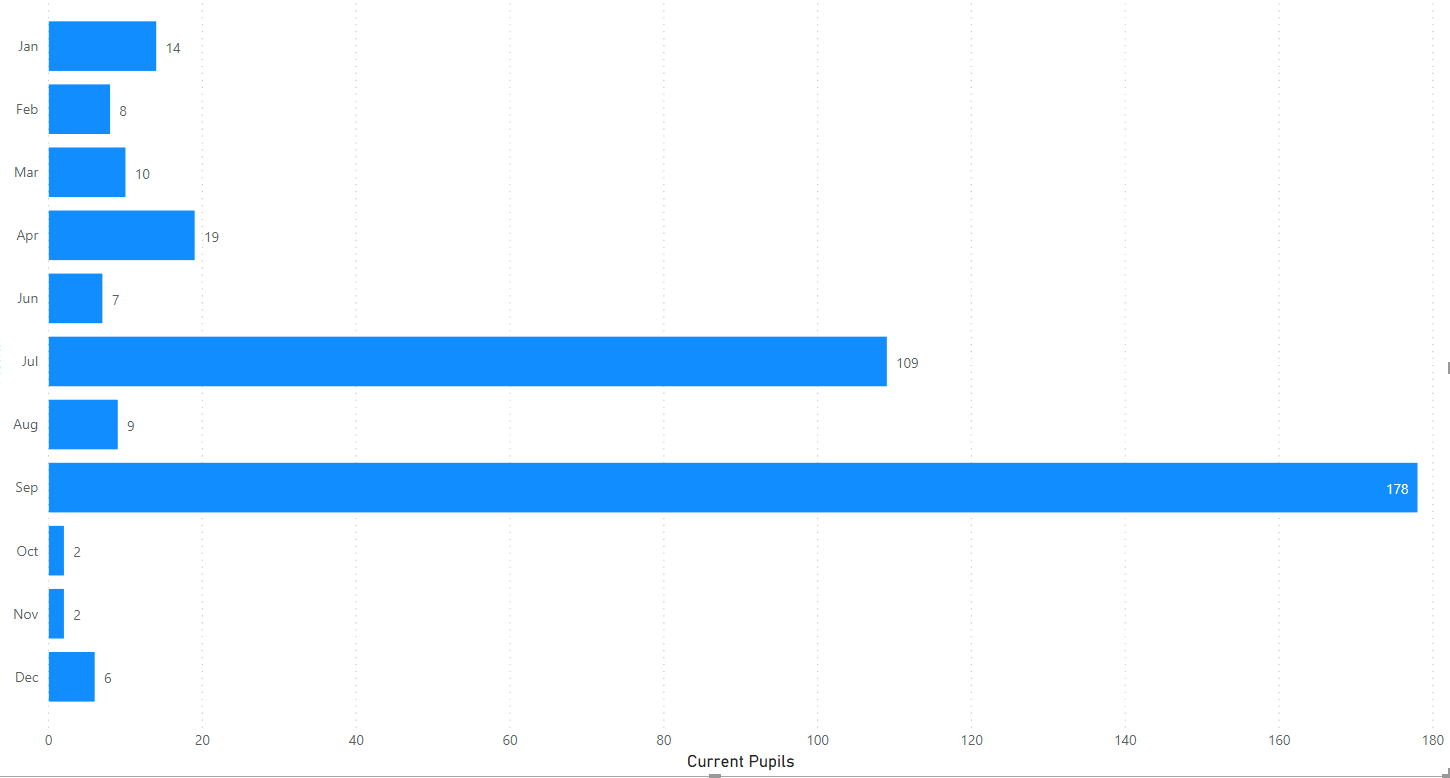 Jan 14
Feb 8
Mar 10
Apr 19
Jun 7
Jul 109
Aug 9
Sep 178
Oct 2
Nov 2
Dec 6
0 20 40 60 80 100 120 140 160 180
Current Pupils